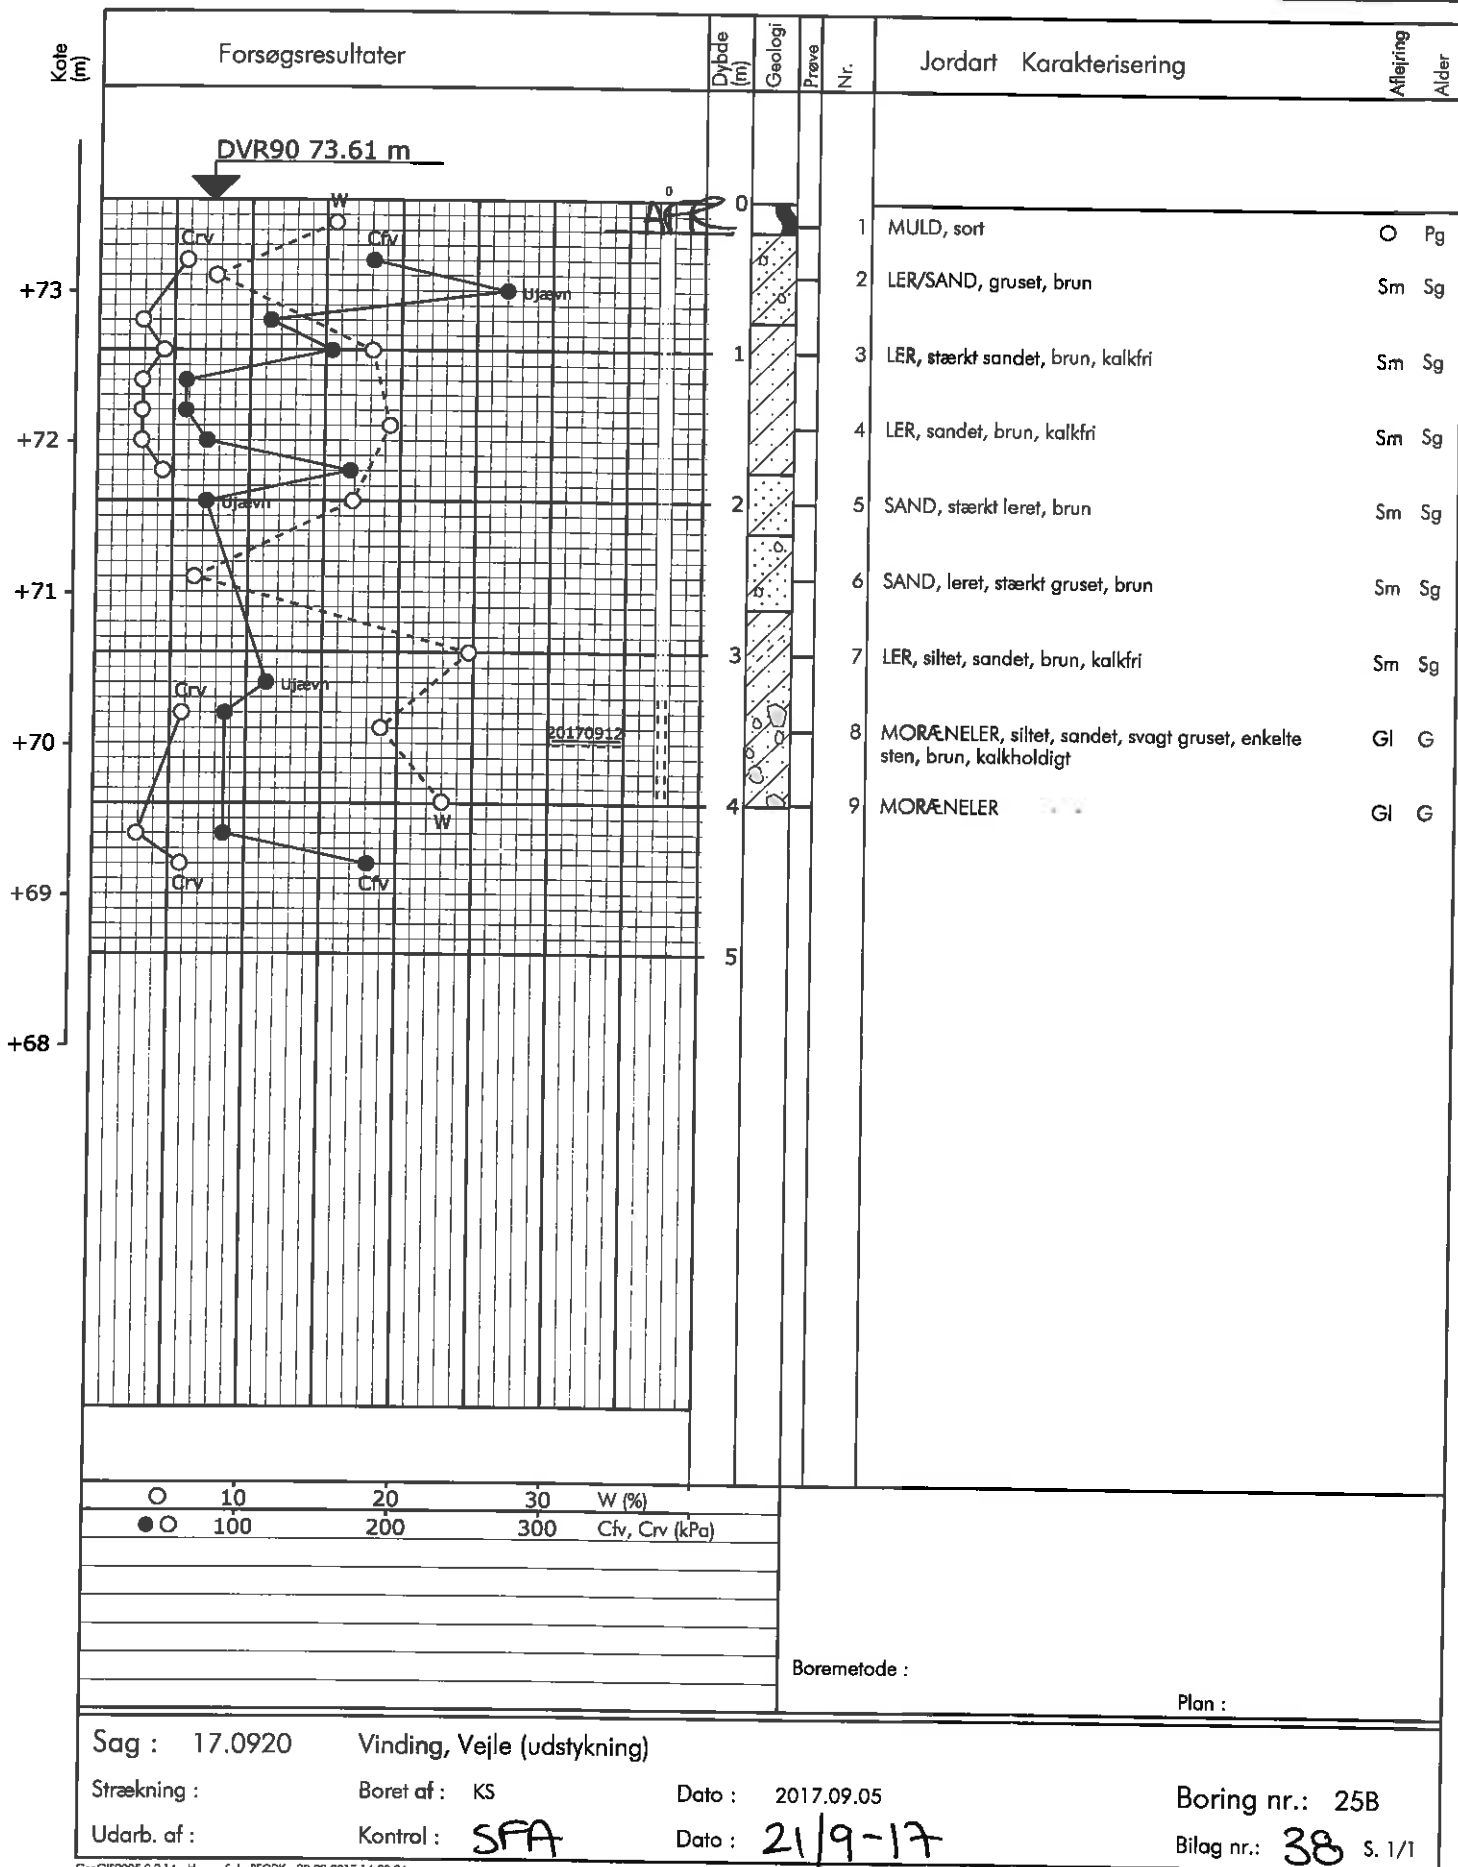 Kote (m)
Forsøgsresultater
Dybde (m)
Geologi
Prøve
Nr.
Jordart Karakterisering
Aflejring
Alder
DVR90 73.61 m
W
0
AFR
0
Crv
Cfv
1 MULD, sort O Pg
+73
Ujævn
2 LER/SAND, gruset, brun Sm Sg
1
3 LER, stærkt sandet, brun, kalkfri Sm Sg
+72
4 LER, sandet, brun, kalkfri Sm Sg
Ujævn
2
5 SAND, stærkt leret, brun Sm Sg
+71
6 SAND, leret, stærkt gruset, brun Sm Sg
3
7 LER, siltet, sandet, brun, kalkfri Sm Sg
Crv
Ujævn
+70
20170912
8 MORÆNELER, siltet, sandet, svagt gruset, enkelte Gl G
sten, brun, kalkholdigt
4
W
9 MORÆNELER Gl G
+69
Crv
Cfv
5
+68
10 20 30 W (%)
100 200 300 Cfv, Crv (kPa)
Boremetode :
Plan :
Sag : 17.0920 Vinding, Vejle (udstykning)
Strækning : Boret af : KS Dato : 2017.09.05 Boring nr.: 25B
Udarb. af : Kontrol : SFA Dato : 21/9-17 Bilag nr.: 38 S. 1/1